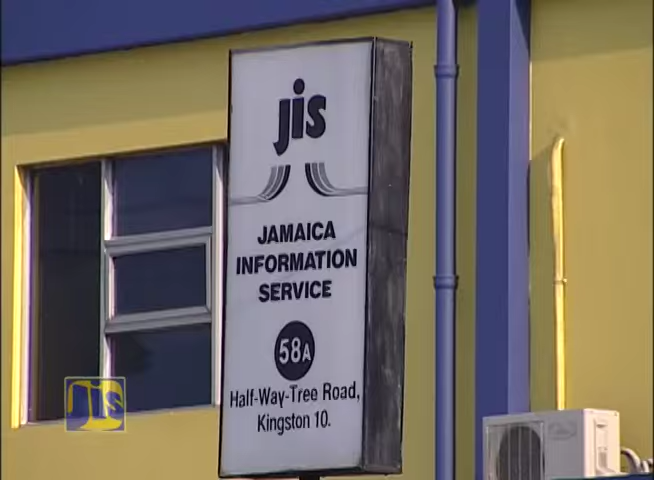 jis
JAMAICA
INFORMATION
SERVICE
58A
Half-Way-Tree Road,
Kingston 10.
jis